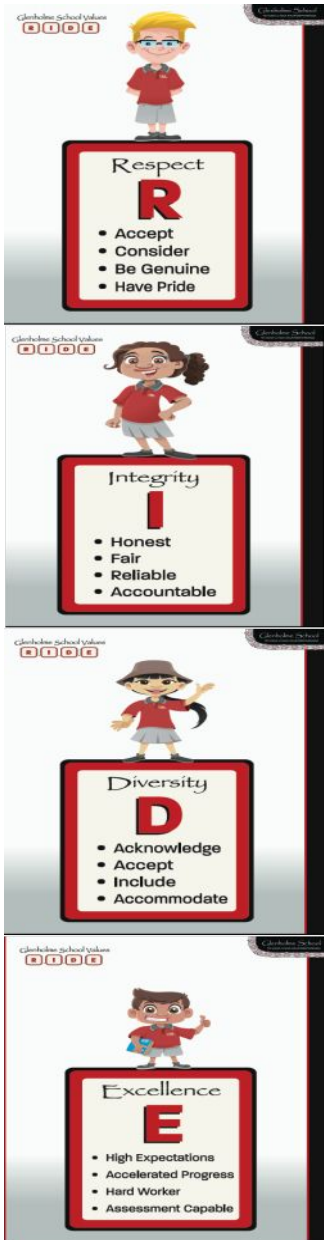 Glenholme School Values
R I D E
Glenholme School
Respect
R
• Accept
• Consider
• Be Genuine
• Have Pride
Glenholme School Values
R I D E
Glenholme School
Integrity
I
• Honest
• Fair
• Reliable
• Accountable
Glenholme School Values
R I D E
Glenholme School
Diversity
D
• Acknowledge
• Accept
• Include
• Accommodate
Glenholme School Values
R I D E
Glenholme School
Excellence
E
• High Expectations
• Accelerated Progress
• Hard Worker
• Assessment Capable